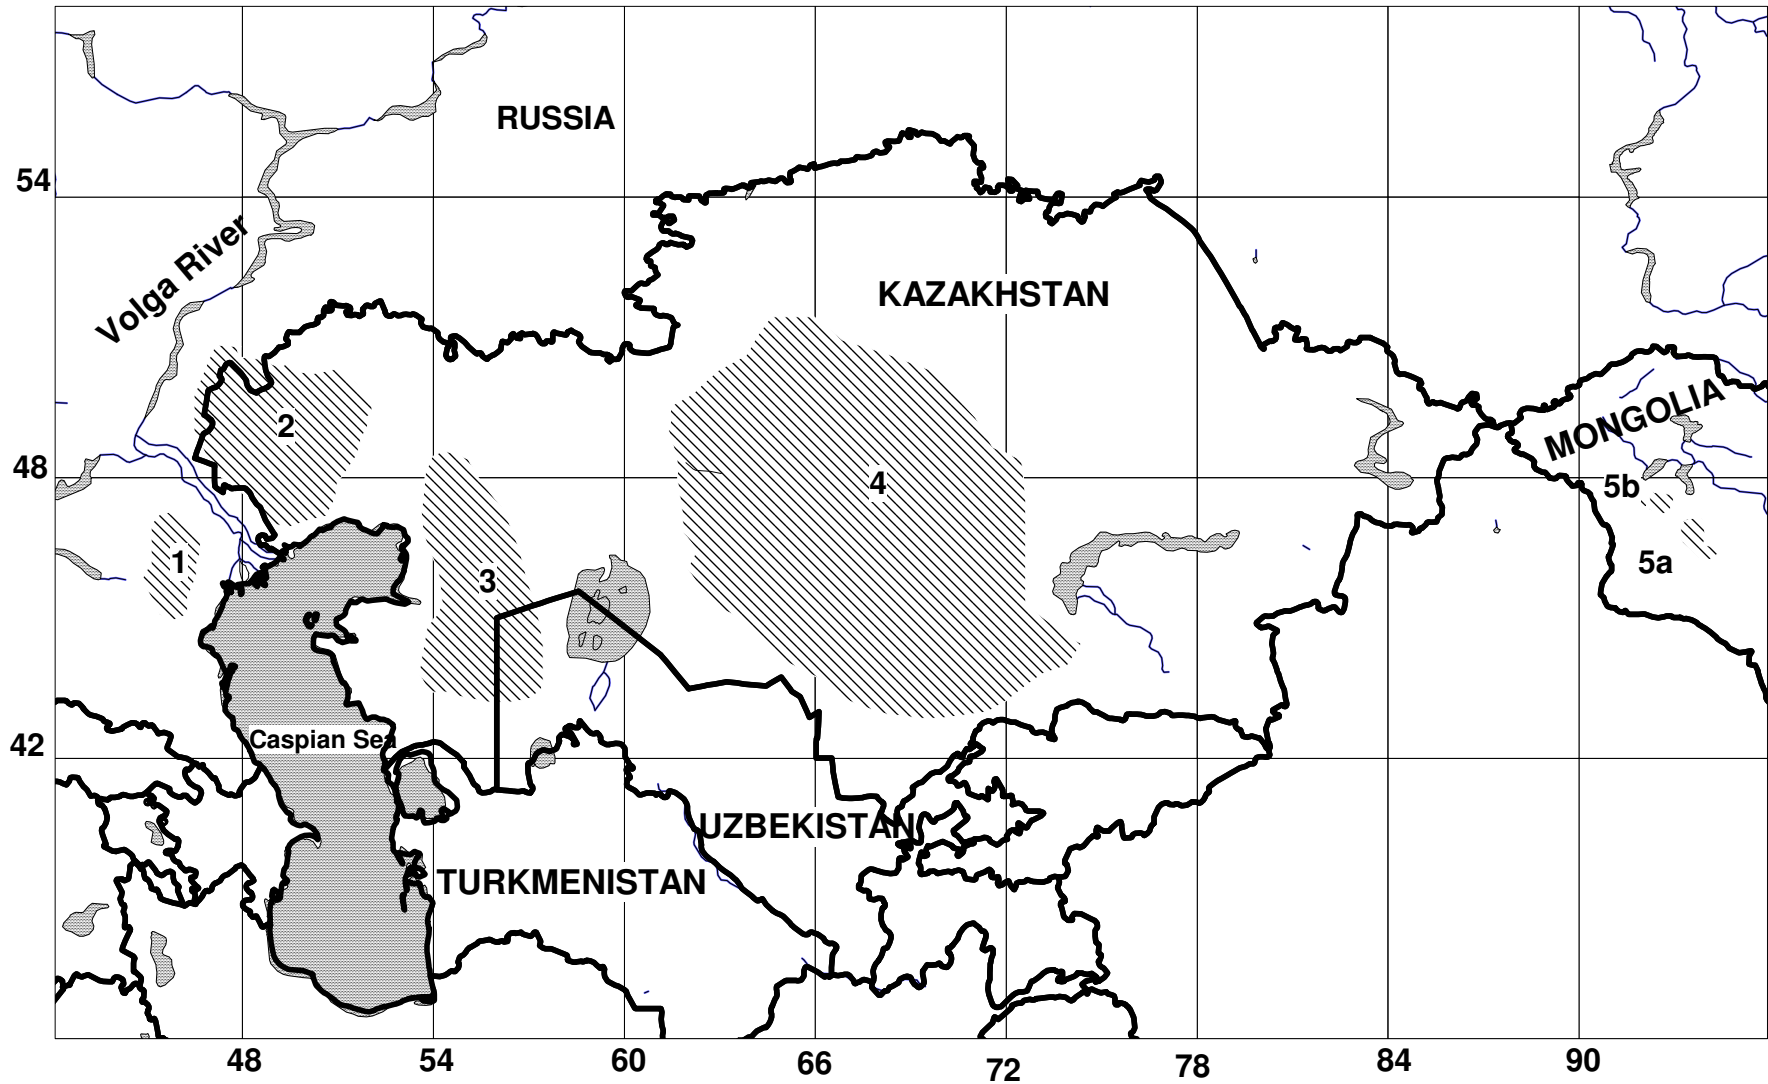 RUSSIA
54
Volga River
KAZAKHSTAN
MONGOLIA
2
48
4
5b
1
3
5a
42
Caspian Sea
UZBEKISTAN
TURKMENISTAN
48
54
60
66
72
78
84
90